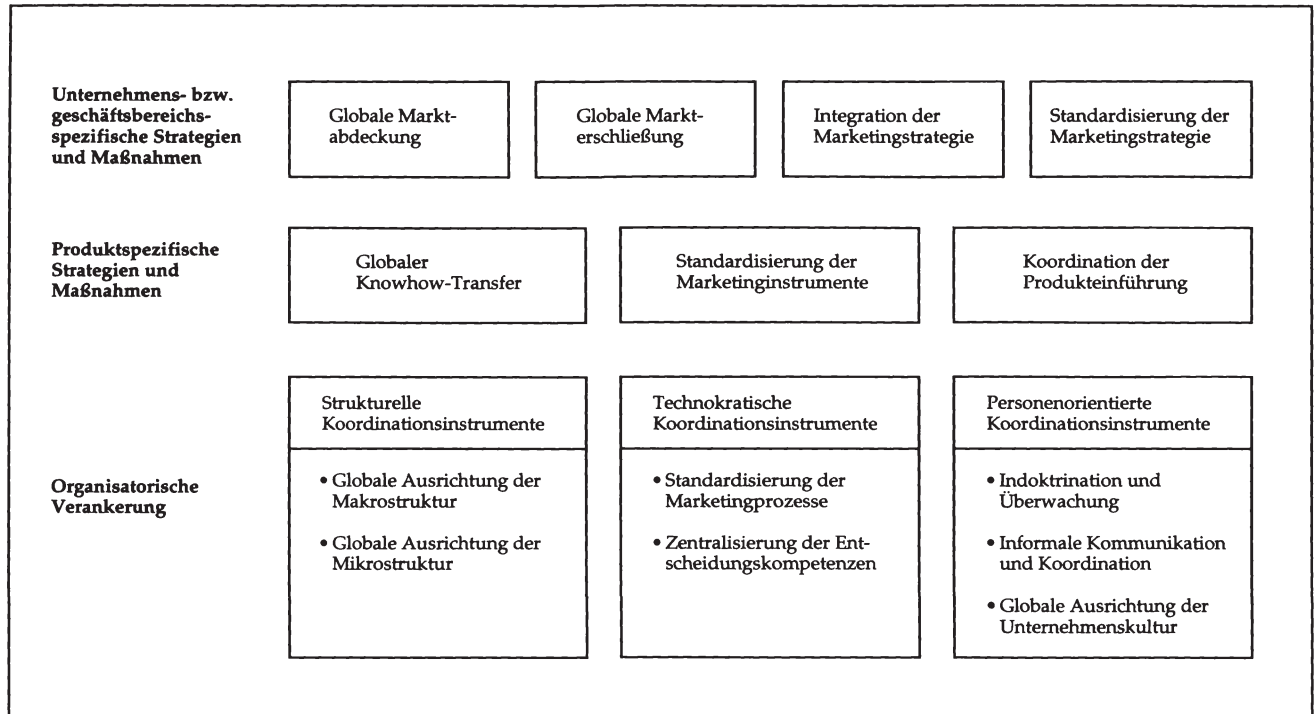 Unternehmens- bzw.
geschäftsbereichs-
spezifische Strategien
und Maßnahmen
Globale Markt-
abdeckung
Globale Markt-
erschließung
Integration der
Marketingstrategie
Standardisierung der
Marketingstrategie
Produktspezifische
Strategien und
Maßnahmen
Globaler
Knowhow-Transfer
Standardisierung der
Marketinginstrumente
Koordination der
Produkteinführung
Organisatorische
Verankerung
Strukturelle
Koordinationsinstrumente
• Globale Ausrichtung der
Makrostruktur
• Globale Ausrichtung der
Mikrostruktur
Technokratische
Koordinationsinstrumente
• Standardisierung der
Marketingprozesse
• Zentralisierung der Ent-
scheidungskompetenzen
Personenorientierte
Koordinationsinstrumente
• Indoktrination und
Überwachung
• Informale Kommunikation
und Koordination
• Globale Ausrichtung der
Unternehmenskultur